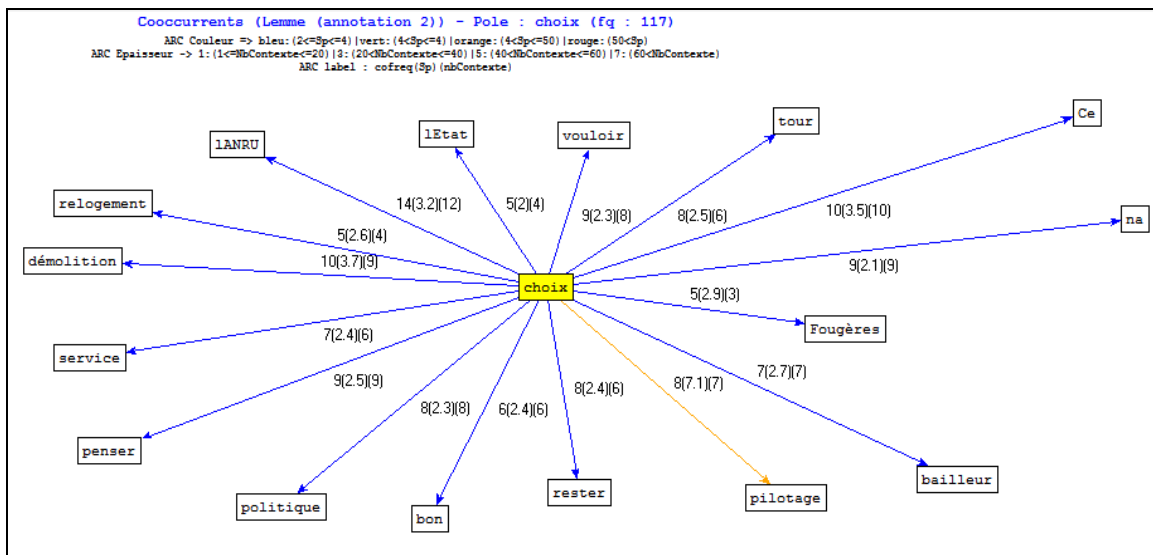 Cooccurrents (Lemme (annotation 2)) - Pole : choix (fq : 117)
ARC Couleur => bleu:(2<=Sp<=4)|vert:(4<Sp<=4)|orange:(4<Sp<=50)|rouge:(50<Sp)
ARC Epaisseur -> 1:(1<=NbContexte<=20)|3:(20<NbContexte<=40)|5:(40<NbContexte<=60)|7:(60<NbContexte)
ARC label : cofreq(Sp)(nbContexte)
Ce
tour
lEtat
vouloir
lANRU
relogement
14(3.2)(12)
5(2)(4)
9(2.3)(8)
8(2.5)(6)
10(3.5)(10)
na
5(2.6)(4)
démolition
10(3.7)(9)
9(2.1)(9)
choix
5(2.9)(3)
Fougères
7(2.4)(6)
service
9(2.5)(9)
8(2.4)(6)
8(7.1)(7)
7(2.7)(7)
8(2.3)(8)
6(2.4)(6)
penser
bailleur
rester
pilotage
politique
bon